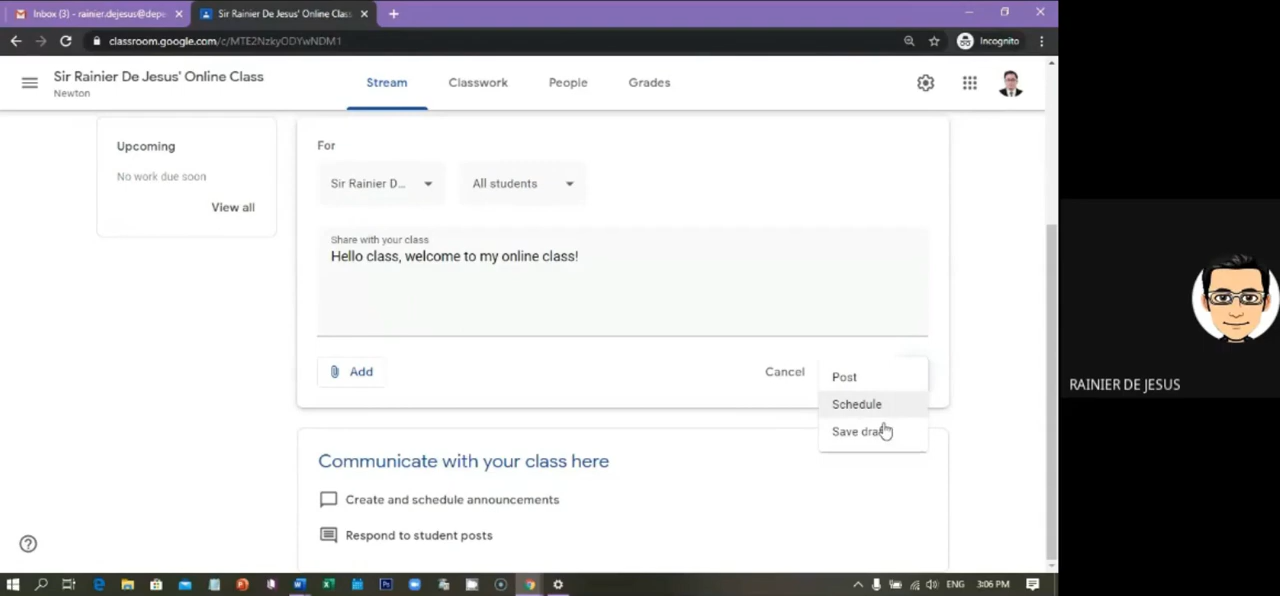 Inbox (3) - rainier.dejesus@depe
Sir Rainier De Jesus' Online Clas
classroom.google.com/c/MTE2NzkyODYwNDM1
Incognito
Sir Rainier De Jesus' Online Class
Newton
Stream
Classwork
People
Grades
Upcoming
No work due soon
View all
For
Sir Rainier D...
All students
Share with your class
Hello class, welcome to my online class!
Add
Cancel
Post
Schedule
Save draf
Communicate with your class here
Create and schedule announcements
Respond to student posts
RAINIER DE JESUS
ENG
3:06 PM